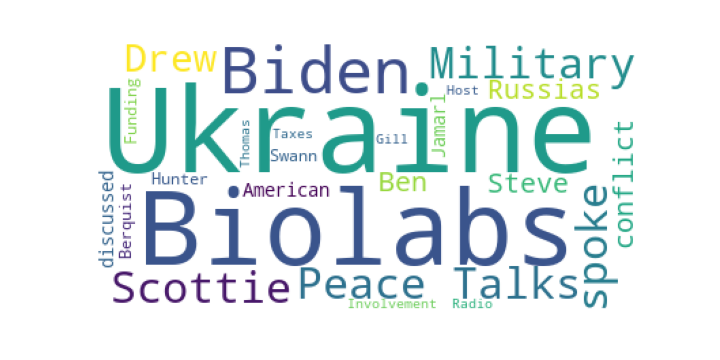 Drew
Biden
Military
Funding
Host
Russias
Ukraine
Thomas
Taxes
Gill
Jamarl
Swann
conflict
discussed
Hunter
Berquist
American
Ben
Steve
Biolabs
spoke
Scottie
Peace Talks
Involvement
Radio